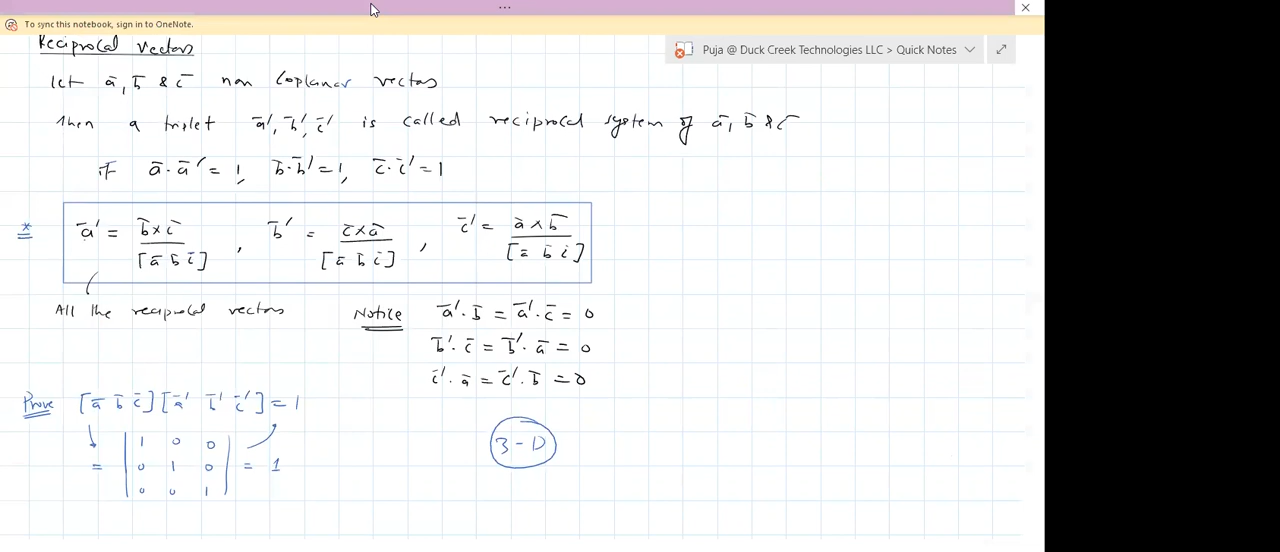 ...
To sync this notebook, sign in to OneNote.
Puja @ Duck Creek Technologies LLC > Quick Notes
Reciprocal vectors
let a̅, b̅ & c̅ non Coplanar vectors
Then a triplet a̅', b̅', c̅' is called reciprocal system of a̅, b̅ & c̅
if a̅·a̅' = 1, b̅·b̅' = 1, c̅·c̅' = 1
* a̅' = b̅×c̅ / [a̅ b̅ c̅] , b̅' = c̅×a̅ / [a̅ b̅ c̅] , c̅' = a̅×b̅ / [a̅ b̅ c̅]
All the reciprocal vectors
Notice a̅'·b̅ = a̅'·c̅ = 0
b̅'·c̅ = b̅'·a̅ = 0
c̅'·a̅ = c̅'·b̅ = 0
Prove [a̅ b̅ c̅][a̅' b̅' c̅'] = 1
| 1 0 0 |
= | 0 1 0 | = 1
| 0 0 1 |
3-D